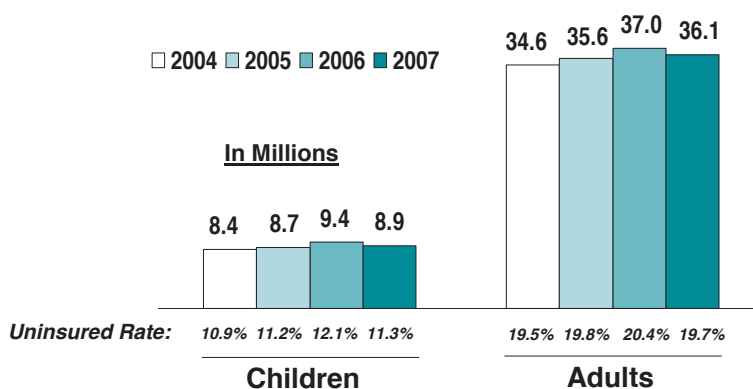 34.6 35.6 37.0 36.1
2004 2005 2006 2007
In Millions
8.4 8.7 9.4 8.9
Uninsured Rate: 10.9% 11.2% 12.1% 11.3% 19.5% 19.8% 20.4% 19.7%
Children Adults